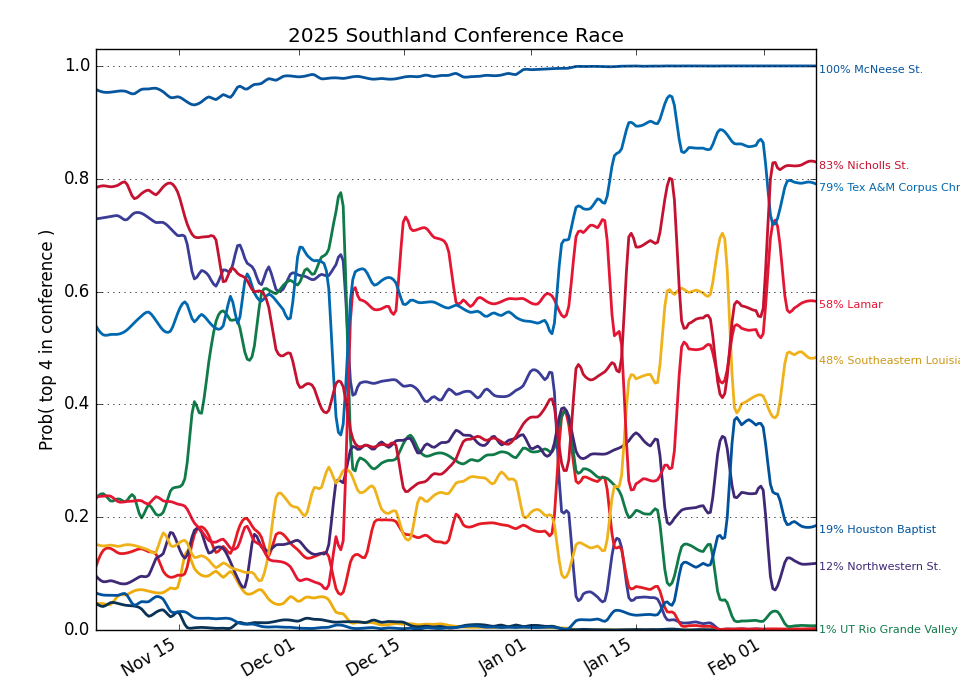 2025 Southland Conference Race
Prob( top 4 in conference )
1.0
0.8
0.6
0.4
0.2
0.0
Nov 15
Dec 01
Dec 15
Jan 01
Jan 15
Feb 01
100% McNeese St.
83% Nicholls St.
79% Tex A&M Corpus Chr
58% Lamar
48% Southeastern Louisia
19% Houston Baptist
12% Northwestern St.
1% UT Rio Grande Valley